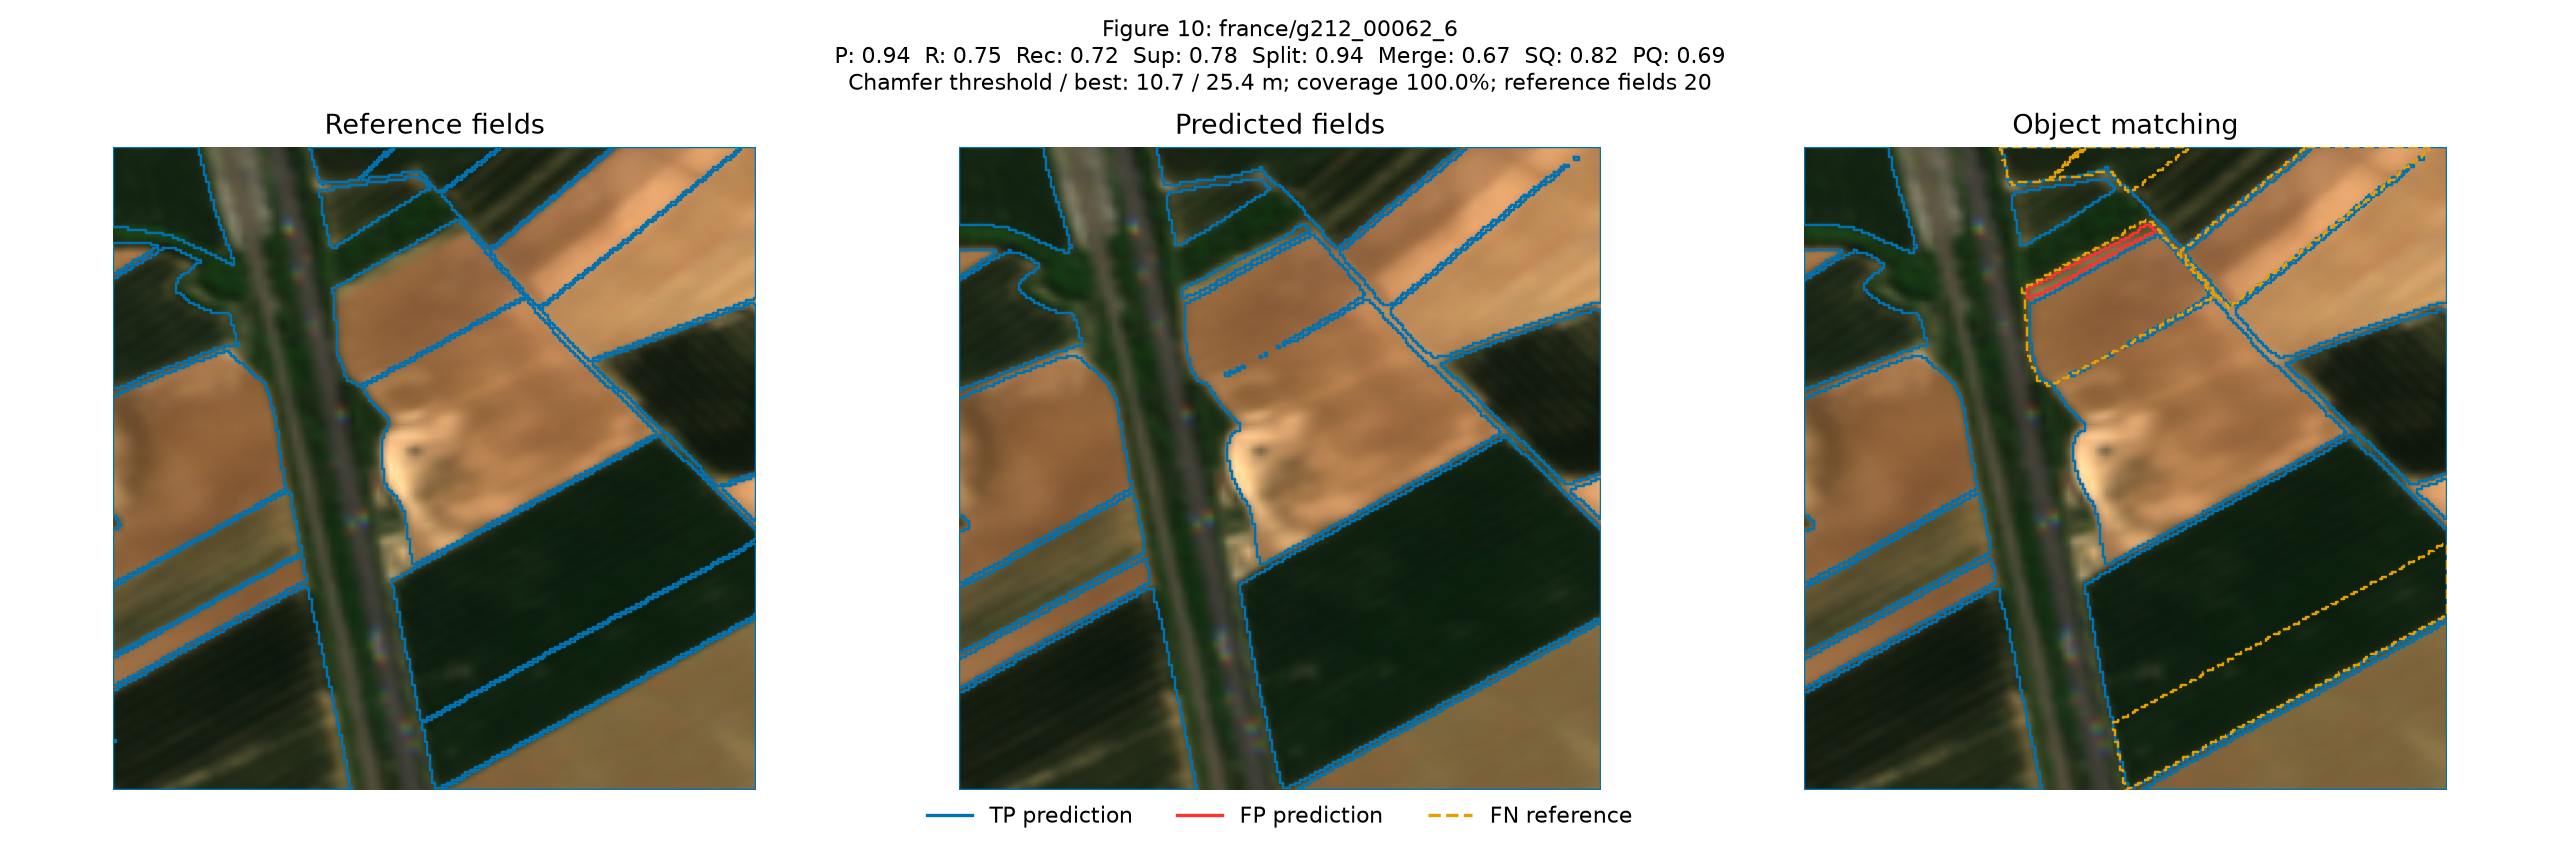 Figure 10: france/g212_00062_6
P: 0.94  R: 0.75  Rec: 0.72  Sup: 0.78  Split: 0.94  Merge: 0.67  SQ: 0.82  PQ: 0.69
Chamfer threshold / best: 10.7 / 25.4 m; coverage 100.0%; reference fields 20
Reference fields
Predicted fields
Object matching
TP prediction
FP prediction
FN reference